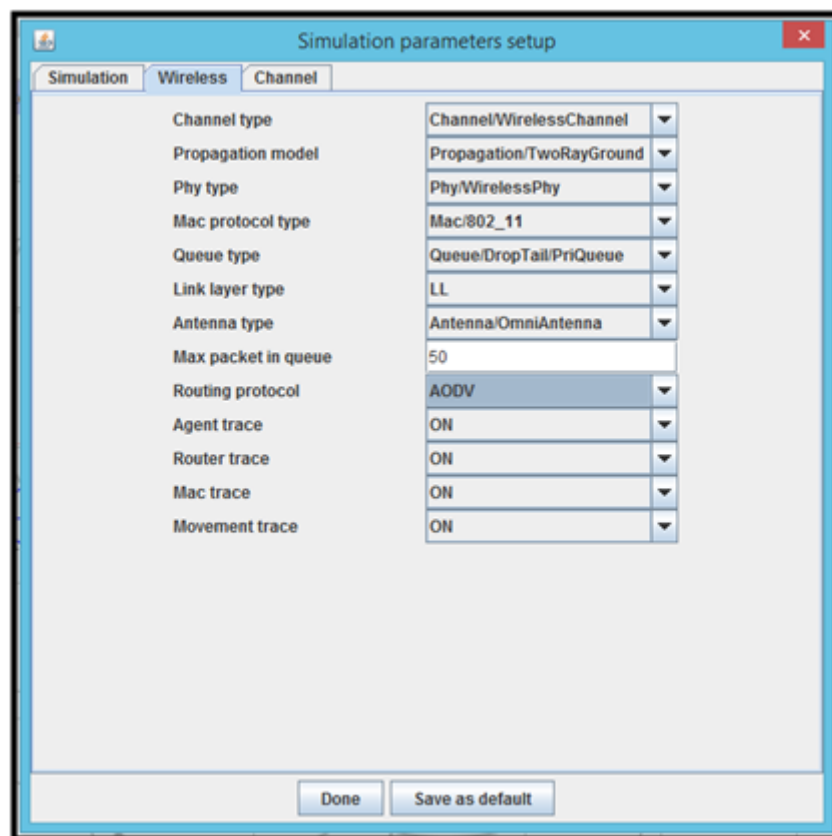 Simulation parameters setup
Simulation Wireless Channel
Channel type Channel/WirelessChannel
Propagation model Propagation/TwoRayGround
Phy type Phy/WirelessPhy
Mac protocol type Mac/802_11
Queue type Queue/DropTail/PriQueue
Link layer type LL
Antenna type Antenna/OmniAntenna
Max packet in queue 50
Routing protocol AODV
Agent trace ON
Router trace ON
Mac trace ON
Movement trace ON
Done Save as default